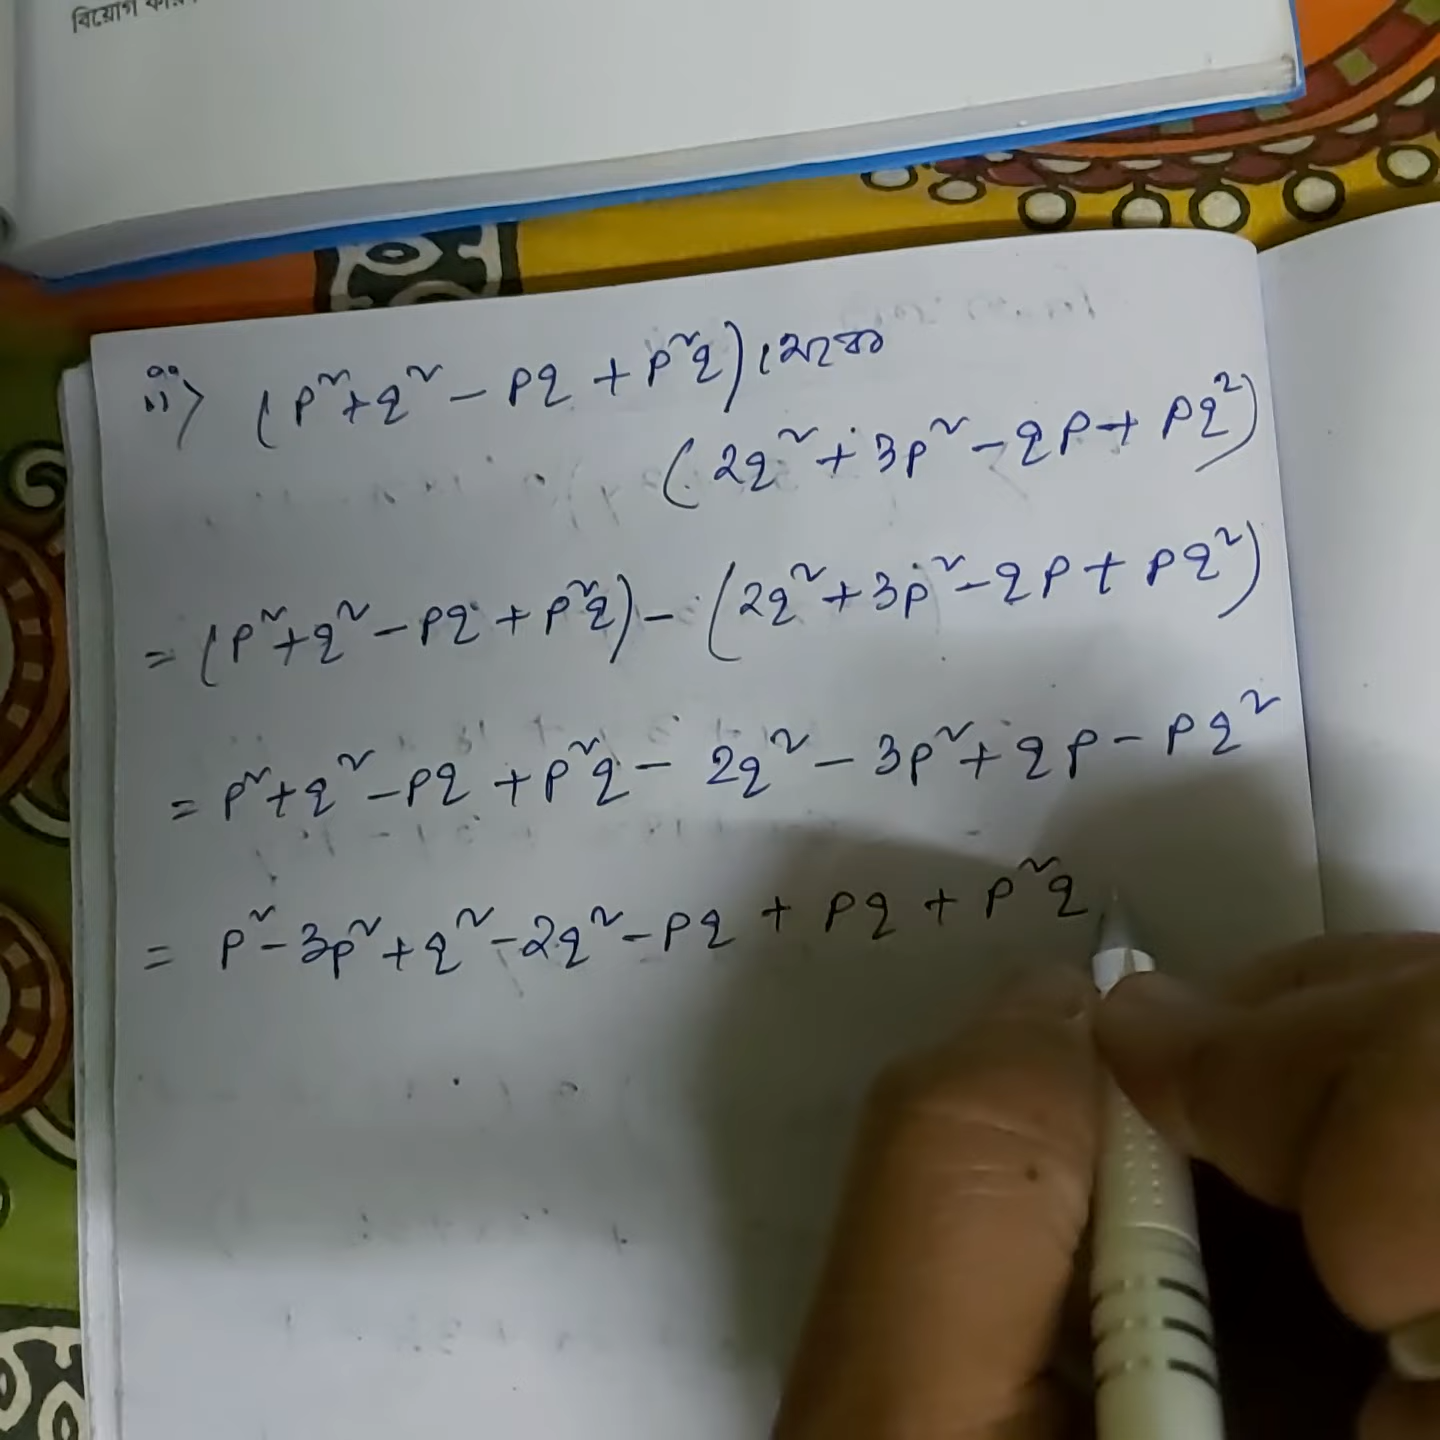 বিয়োগ
ii) (p²+q² - pq + p²q) থেকে
(2q² + 3p² - qp + pq²)
= (p²+q² - pq + p²q) - (2q² + 3p² - qp + pq²)
= p²+q² - pq + p²q - 2q² - 3p² + qp - pq²
= p² - 3p² + q² - 2q² - pq + pq + p²q